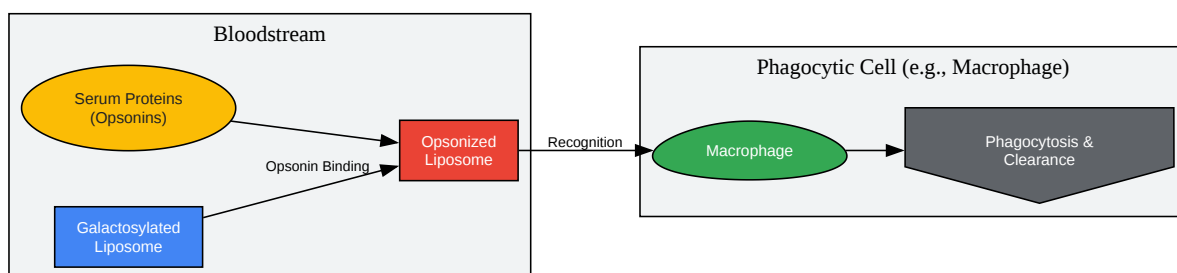 Bloodstream
Serum Proteins
(Opsonins)
Opsonin Binding
Galactosylated
Liposome
Opsonized
Liposome
Recognition
Phagocytic Cell (e.g., Macrophage)
Macrophage
Phagocytosis &
Clearance